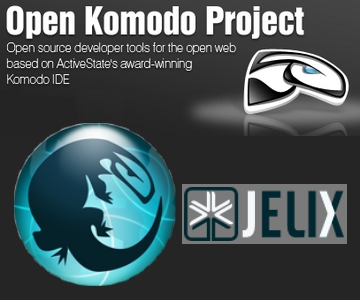 Open Komodo Project
Open source developer tools for the open web
based on ActiveState's award-winning
Komodo IDE
JELIX